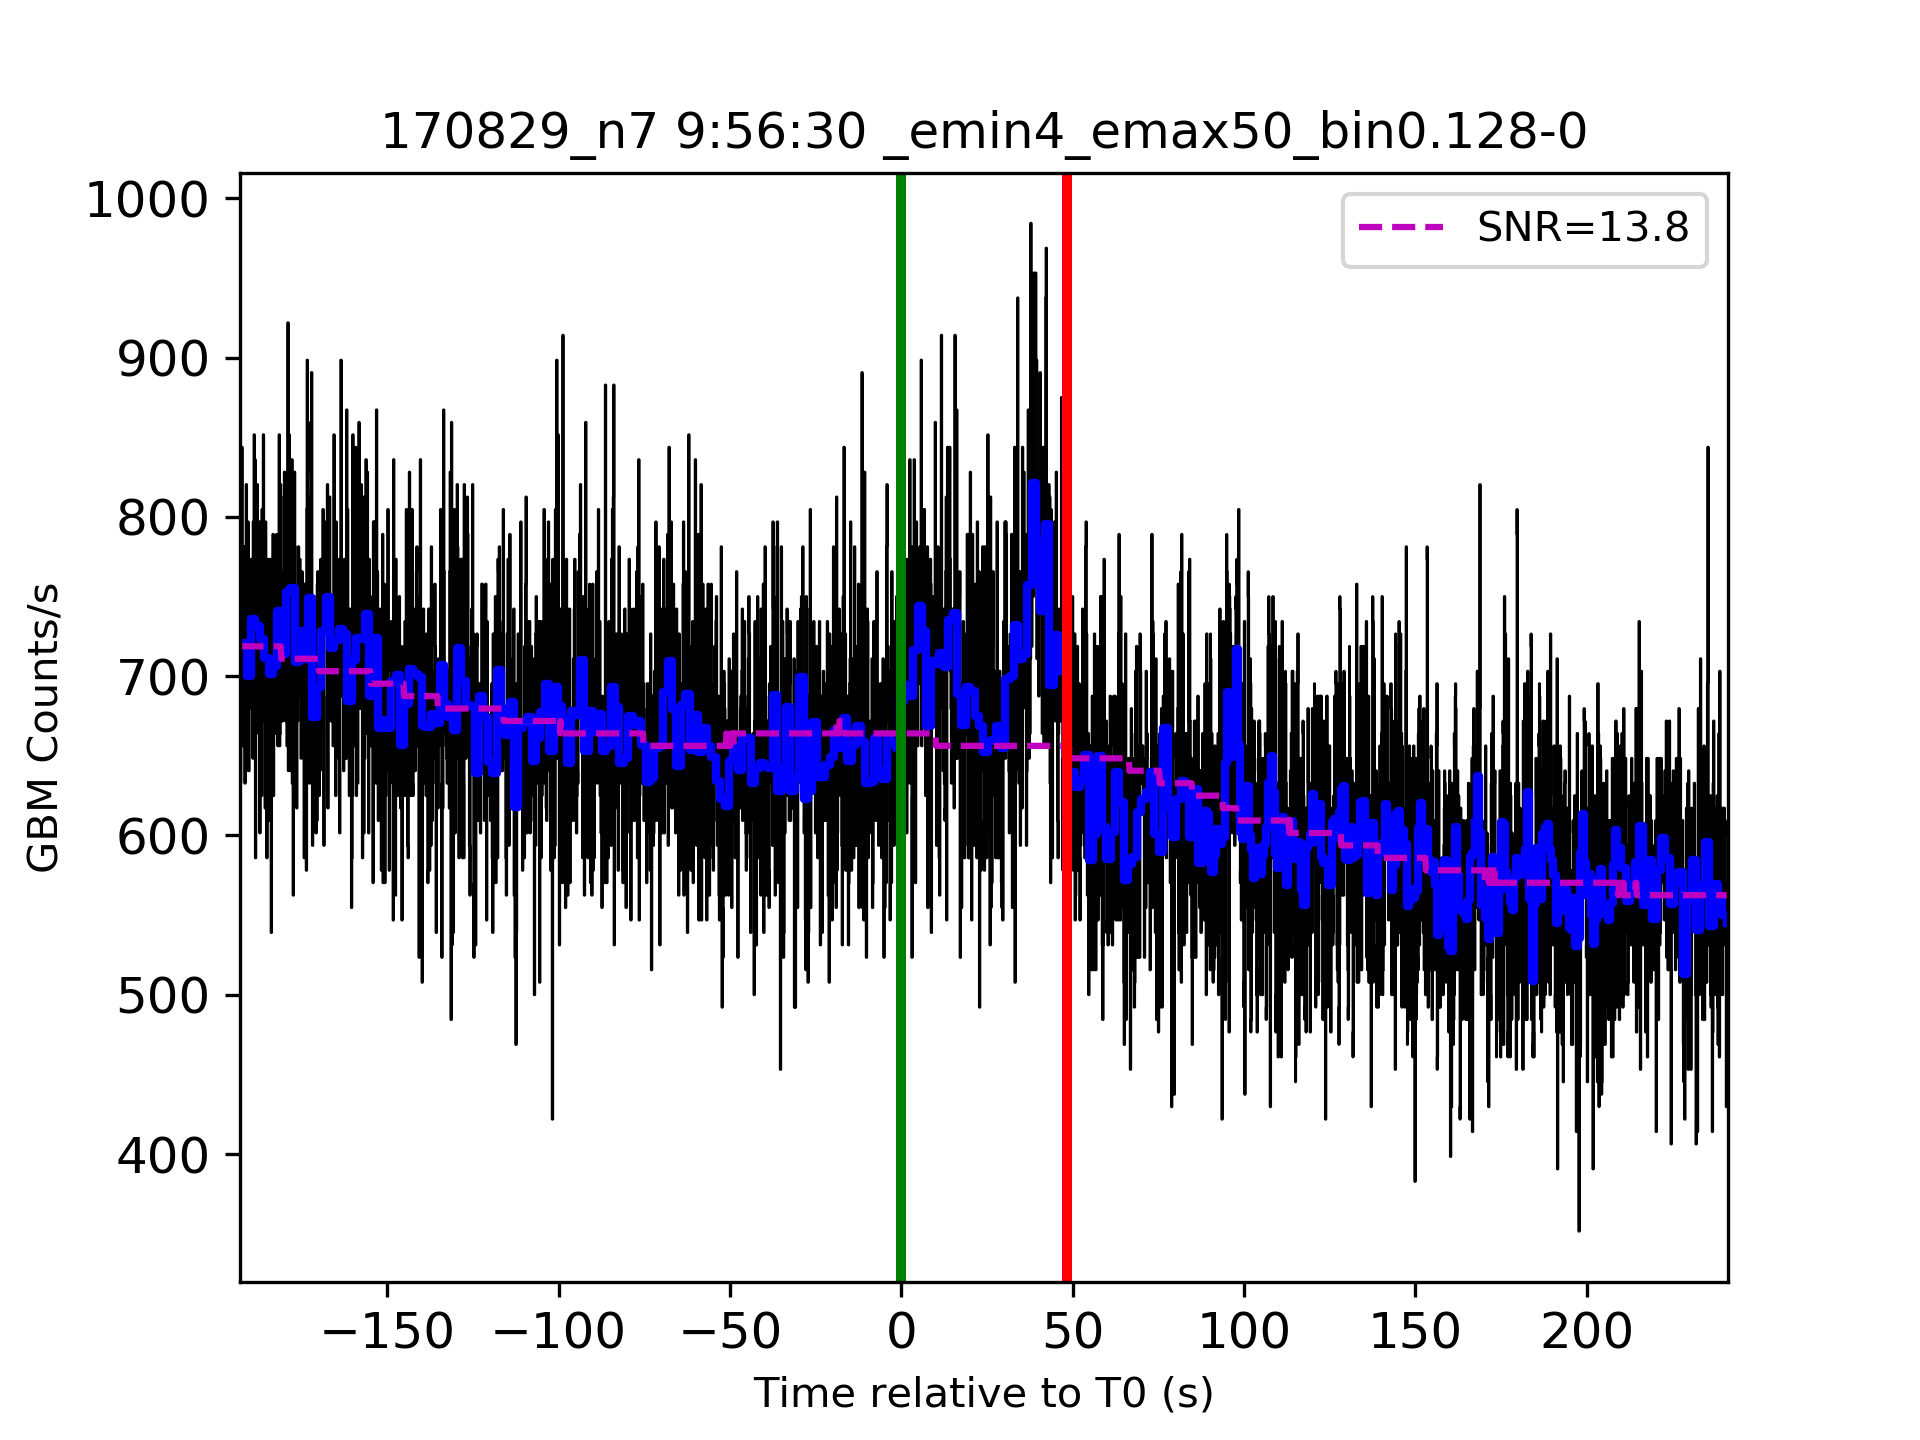 170829_n7 9:56:30 _emin4_emax50_bin0.128-0
SNR=13.8
1000
900
800
700
600
500
400
GBM Counts/s
−150 −100 −50 0 50 100 150 200
Time relative to T0 (s)